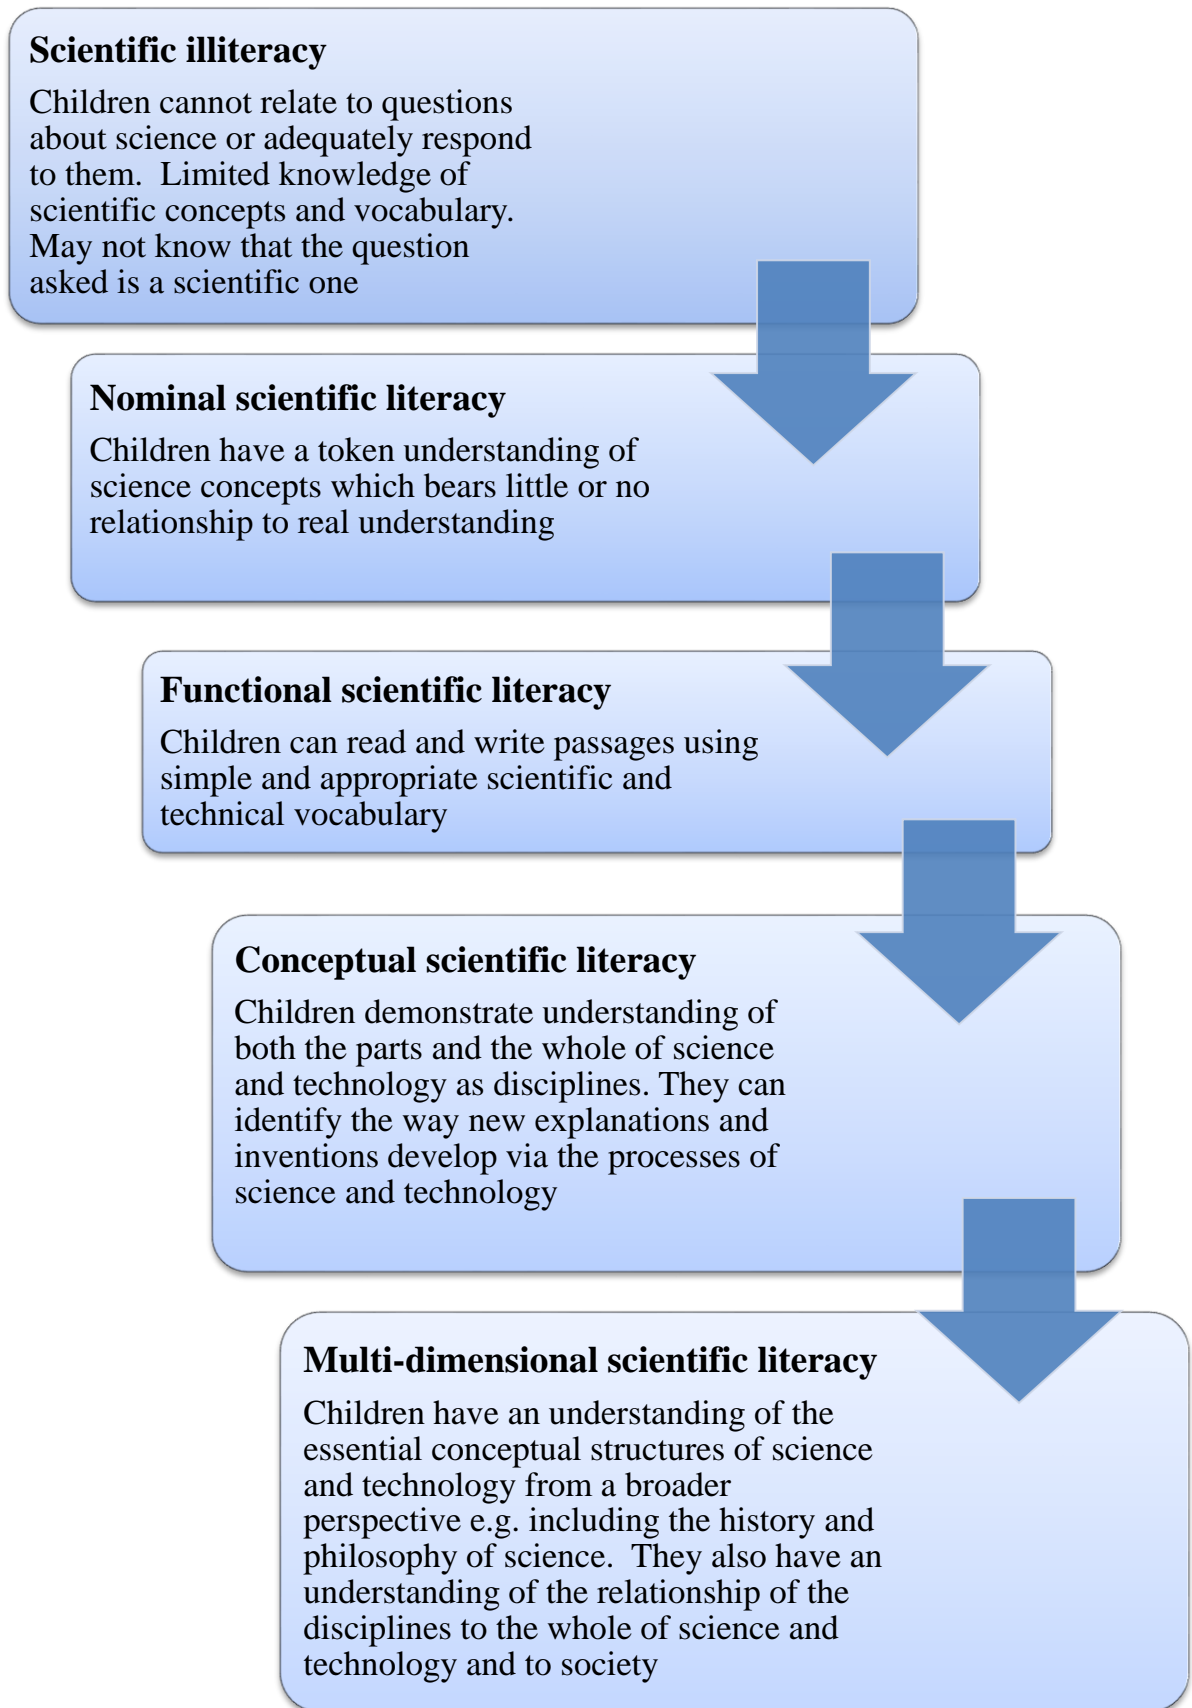 Scientific illiteracy
Children cannot relate to questions
about science or adequately respond
to them.  Limited knowledge of
scientific concepts and vocabulary.
May not know that the question
asked is a scientific one
Nominal scientific literacy
Children have a token understanding of
science concepts which bears little or no
relationship to real understanding
Functional scientific literacy
Children can read and write passages using
simple and appropriate scientific and
technical vocabulary
Conceptual scientific literacy
Children demonstrate understanding of
both the parts and the whole of science
and technology as disciplines. They can
identify the way new explanations and
inventions develop via the processes of
science and technology
Multi-dimensional scientific literacy
Children have an understanding of the
essential conceptual structures of science
and technology from a broader
perspective e.g. including the history and
philosophy of science.  They also have an
understanding of the relationship of the
disciplines to the whole of science and
technology and to society